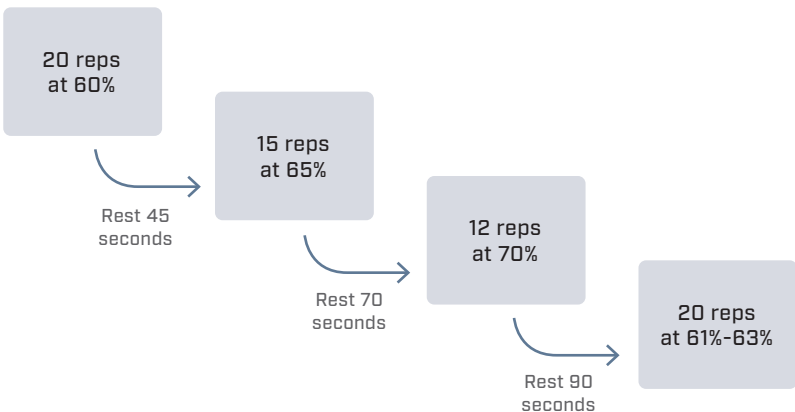 20 reps
at 60%
Rest 45
seconds
15 reps
at 65%
Rest 70
seconds
12 reps
at 70%
Rest 90
seconds
20 reps
at 61%-63%